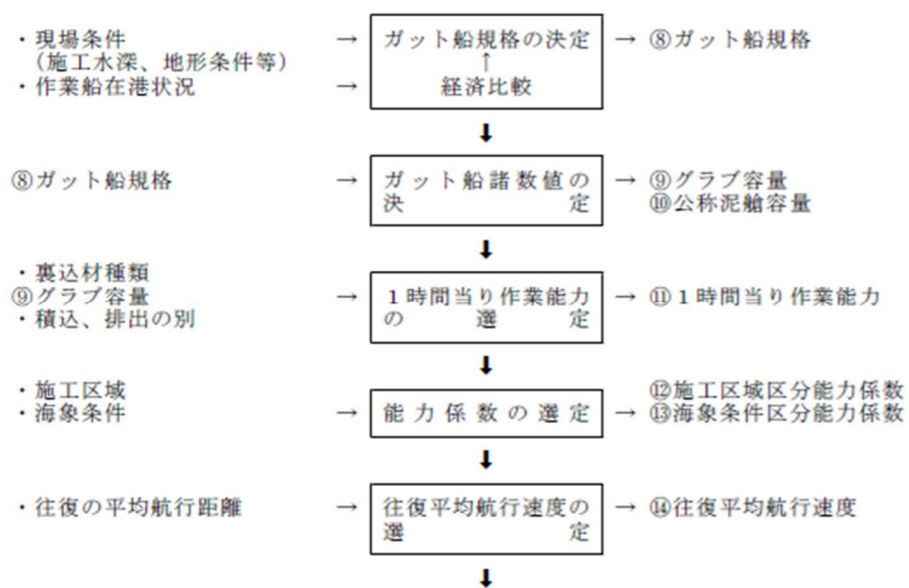 ・現場条件 → ガット船規格の決定 → ⑧ガット船規格
（施工水深、地形条件等） ↑
・作業船在港状況 → 経済比較
⬇
⑧ガット船規格 → ガット船諸数値の → ⑨グラブ容量
決定 ⑩公称泥艙容量
⬇
・裏込材種類
⑨グラブ容量 → １時間当り作業能力 → ⑪１時間当り作業能力
・積込、排出の別 の選定
⬇
・施工区域 ⑫施工区域区分能力係数
・海象条件 → 能力係数の選定 → ⑬海象条件区分能力係数
⬇
・往復の平均航行距離 → 往復平均航行速度の → ⑭往復平均航行速度
選定
⬇